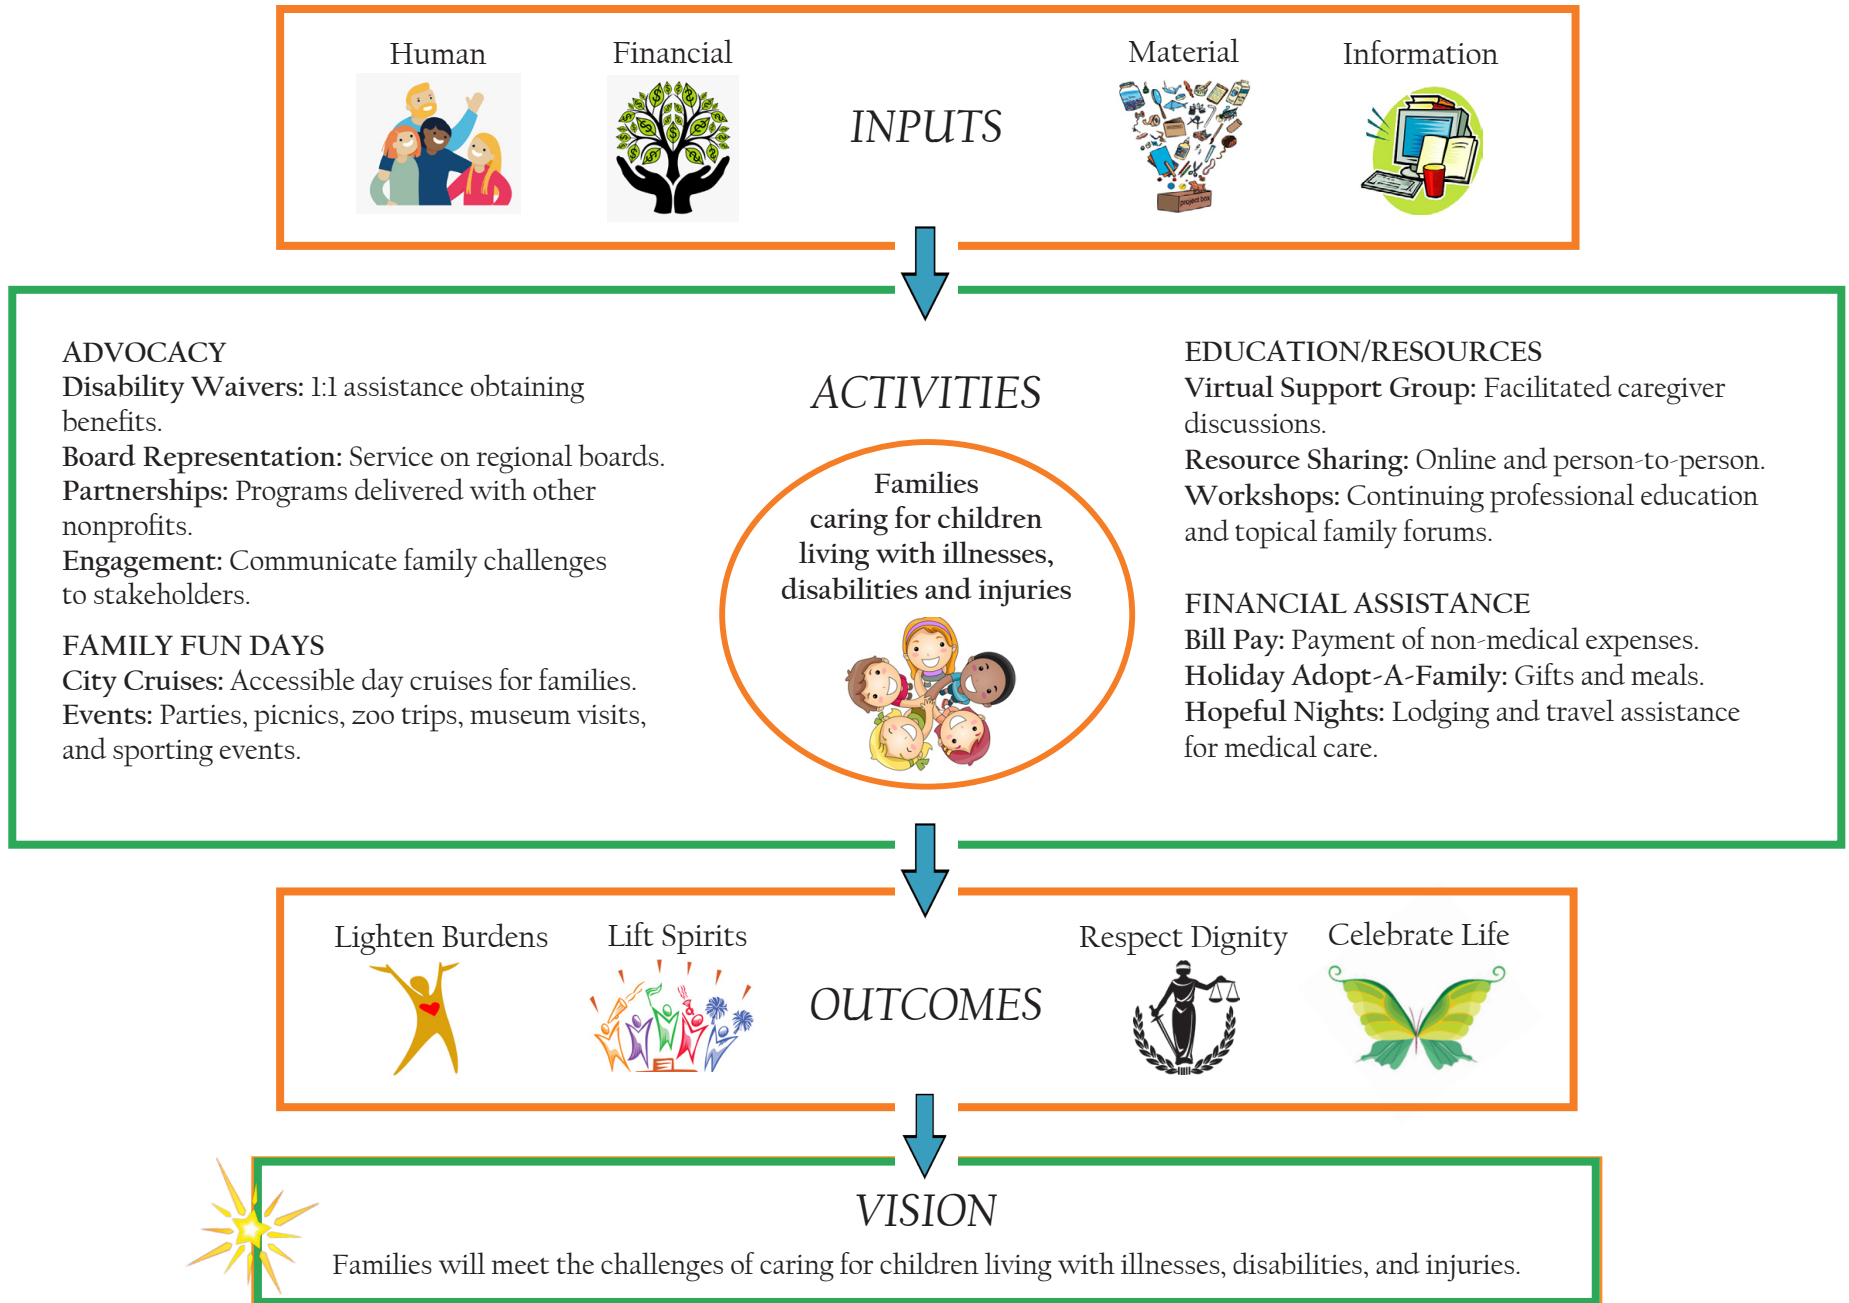 Human
Financial
INPUTS
Material
Information
project box
ADVOCACY
Disability Waivers: 1:1 assistance obtaining
benefits.
Board Representation: Service on regional boards.
Partnerships: Programs delivered with other
nonprofits.
Engagement: Communicate family challenges
to stakeholders.
FAMILY FUN DAYS
City Cruises: Accessible day cruises for families.
Events: Parties, picnics, zoo trips, museum visits,
and sporting events.
ACTIVITIES
Families
caring for children
living with illnesses,
disabilities and injuries
EDUCATION/RESOURCES
Virtual Support Group: Facilitated caregiver
discussions.
Resource Sharing: Online and person-to-person.
Workshops: Continuing professional education
and topical family forums.
FINANCIAL ASSISTANCE
Bill Pay: Payment of non-medical expenses.
Holiday Adopt-A-Family: Gifts and meals.
Hopeful Nights: Lodging and travel assistance
for medical care.
Lighten Burdens
Lift Spirits
OUTCOMES
Respect Dignity
Celebrate Life
VISION
Families will meet the challenges of caring for children living with illnesses, disabilities, and injuries.